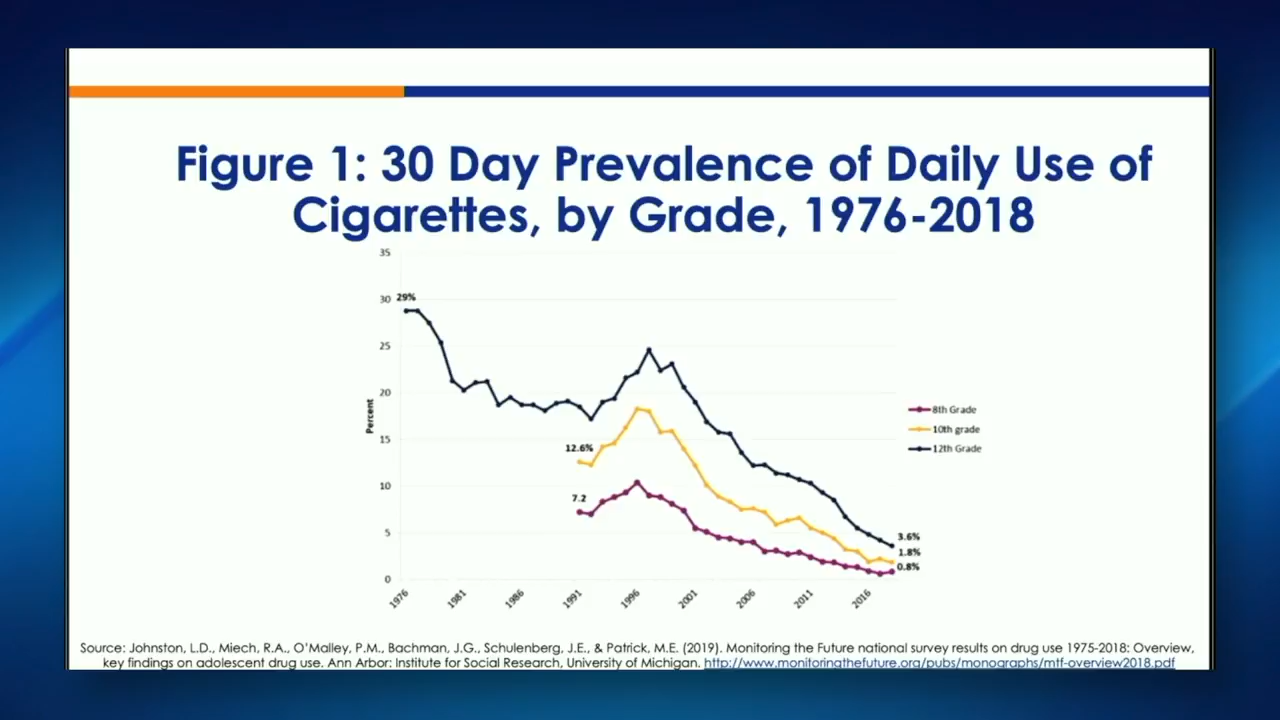 Figure 1: 30 Day Prevalence of Daily Use of
Cigarettes, by Grade, 1976-2018
35
30
25
20
15
10
5
0
Percent
29%
12.6%
7.2
3.6%
1.8%
0.8%
1976
1981
1986
1991
1996
2001
2006
2011
2016
8th Grade
10th grade
12th Grade
Source: Johnston, L.D., Miech, R.A., O'Malley, P.M., Bachman, J.G., Schulenberg, J.E., & Patrick, M.E. (2019). Monitoring the Future national survey results on drug use 1975-2018: Overview,
key findings on adolescent drug use. Ann Arbor: Institute for Social Research, University of Michigan. http://www.monitoringthefuture.org/pubs/monographs/mtf-overview2018.pdf